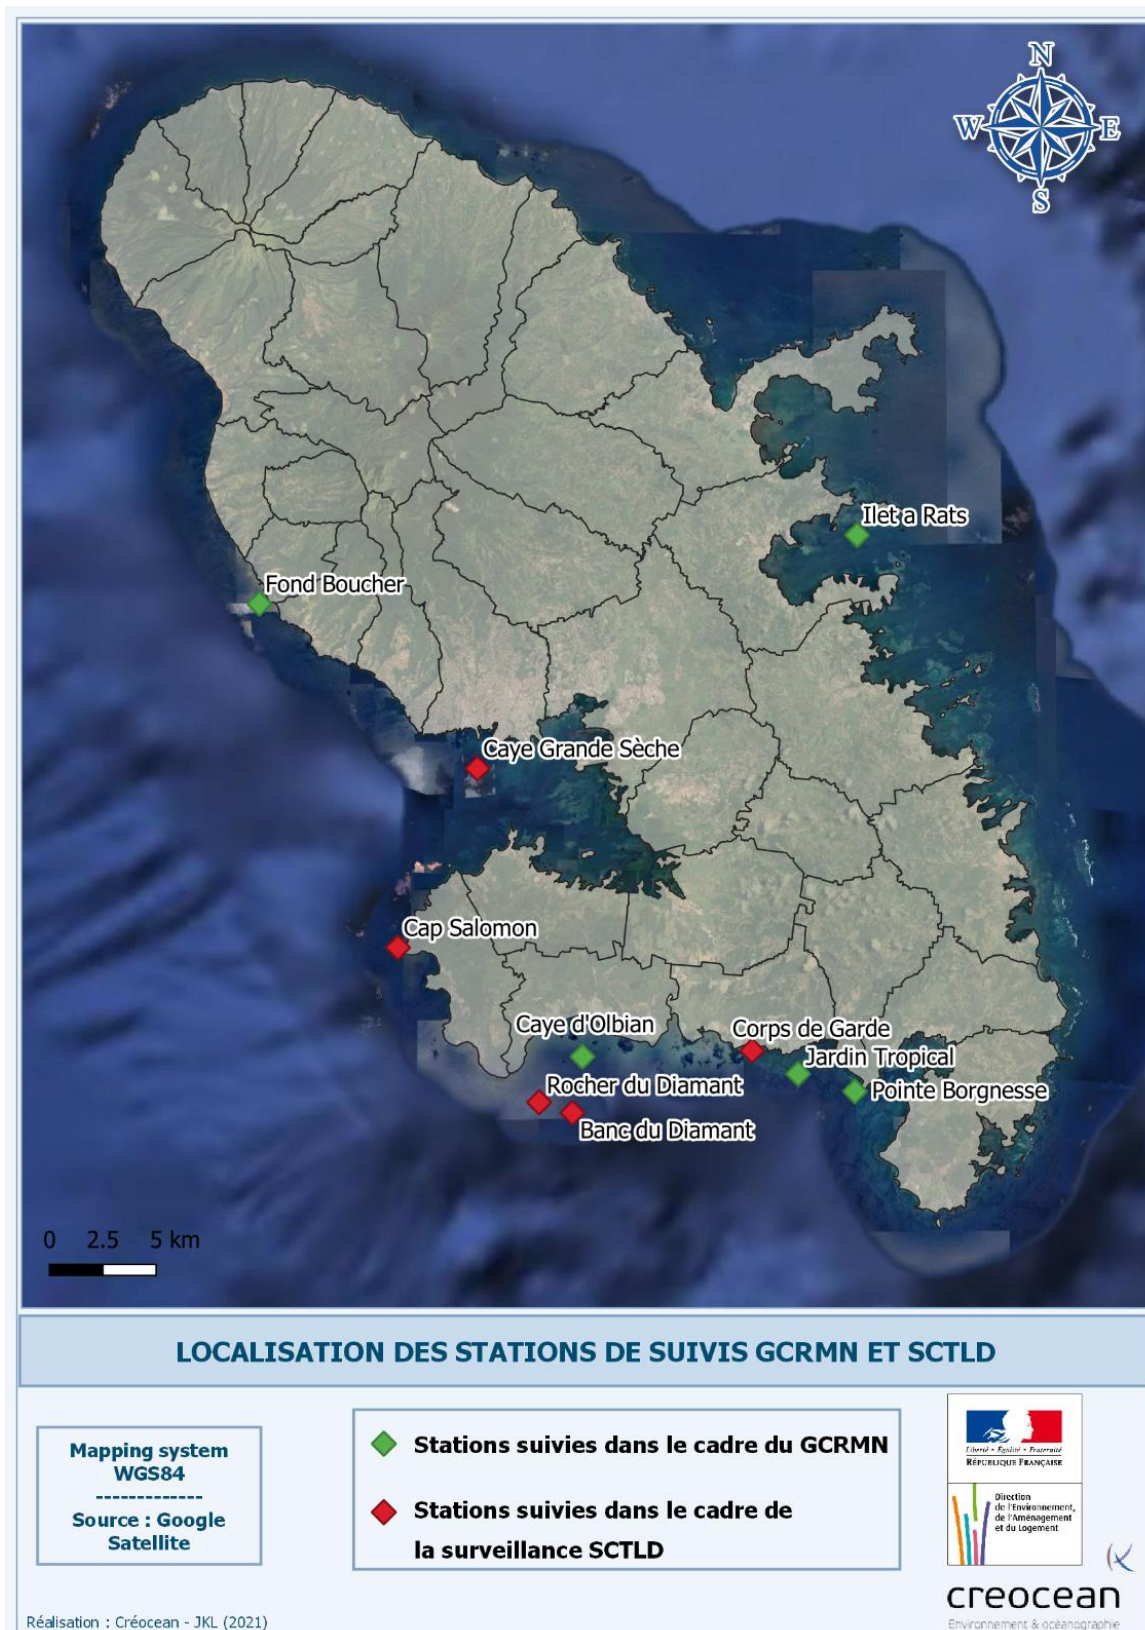 N
W
E
S
Ilet a Rats
Fond Boucher
Caye Grande Sèche
Cap Salomon
Caye d'Olbian
Corps de Garde
Jardin Tropical
Rocher du Diamant
Pointe Borgnesse
Banc du Diamant
0 2.5 5 km
LOCALISATION DES STATIONS DE SUIVIS GCRMN ET SCTLD
Mapping system
WGS84
-------------
Source : Google
Satellite
Stations suivies dans le cadre du GCRMN
Stations suivies dans le cadre de
la surveillance SCTLD
Liberté • Égalité • Fraternité
RÉPUBLIQUE FRANÇAISE
Direction
de l'Environnement,
de l'Aménagement
et du Logement
creocean
Environnement & océanographie
Réalisation : Créocean - JKL (2021)